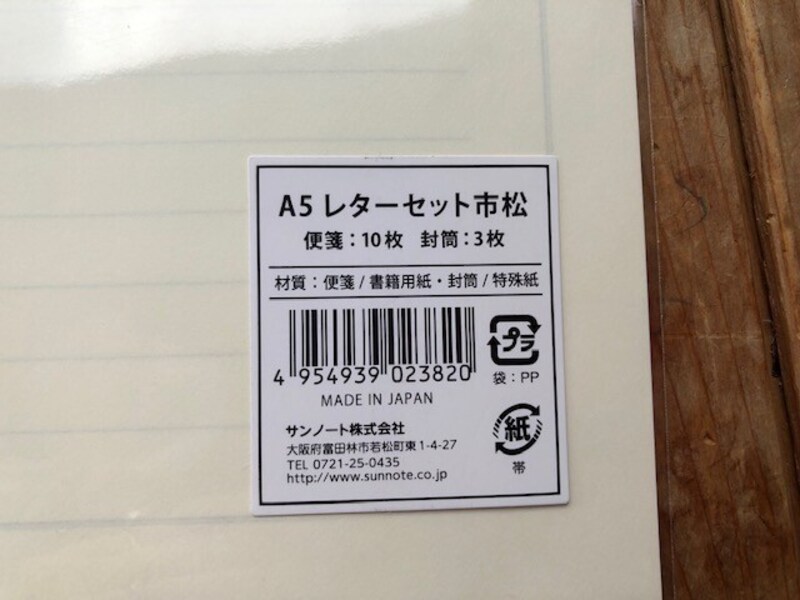 A5 レターセット市松
便箋：10枚 封筒：3枚
材質：便箋/書籍用紙・封筒/特殊紙
4 954939 023820
プラ
袋：PP
MADE IN JAPAN
紙
帯
サンノート株式会社
大阪府富田林市若松町東1-4-27
TEL 0721-25-0435
http://www.sunnote.co.jp